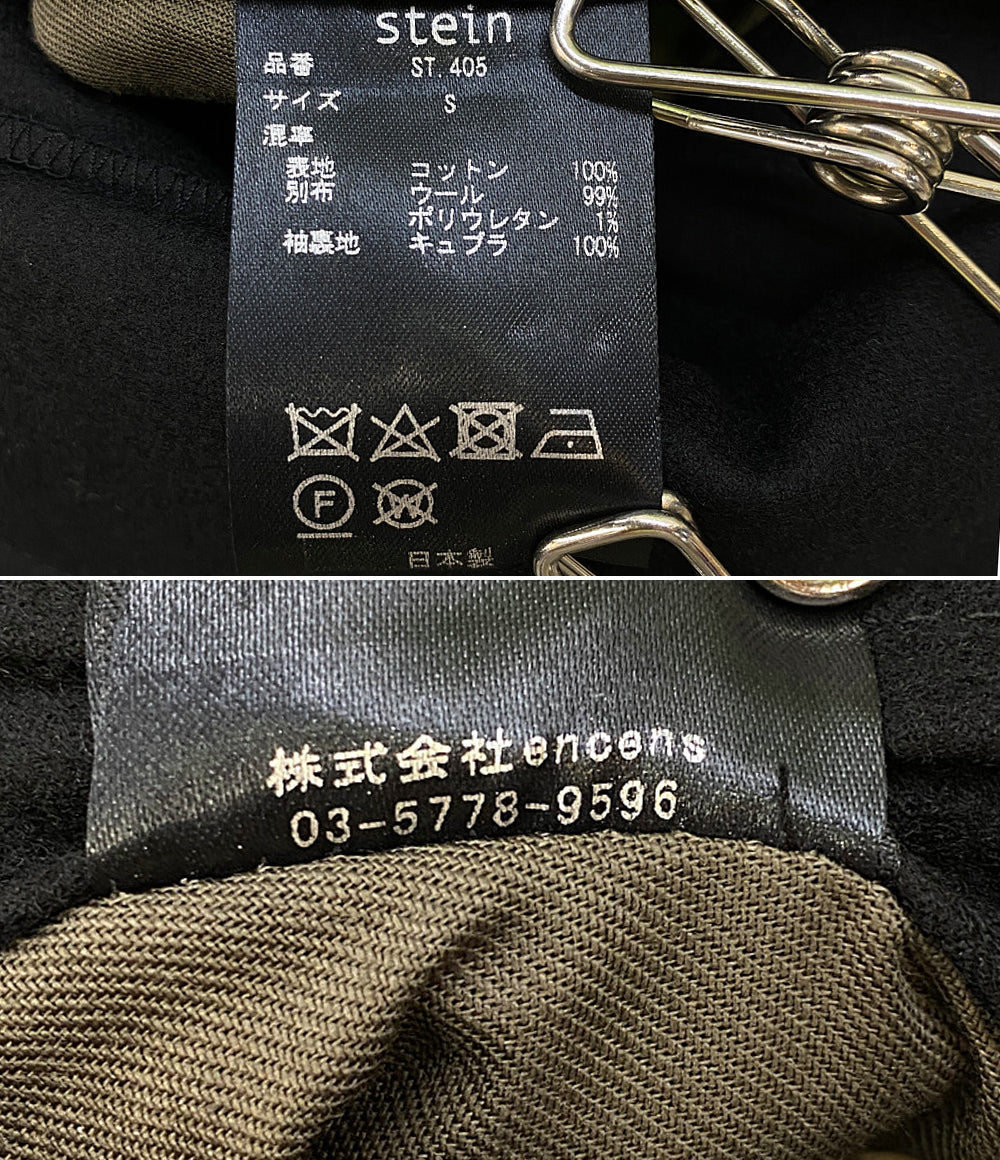 stein
品番 ST.405
サイズ S
混率
表地 コットン 100%
別布 ウール 99%
ポリウレタン 1%
袖裏地 キュプラ 100%
F
W
日本製
株式会社encens
03-5778-9596